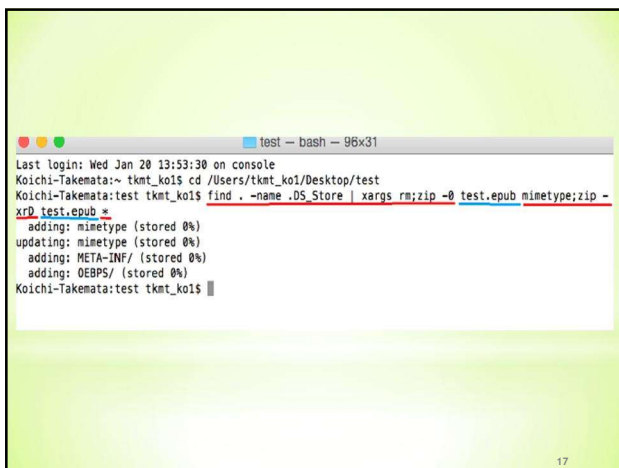 test — bash — 96x31
Last login: Wed Jan 20 13:53:30 on console
Koichi-Takemata:~ tkmt_ko1$ cd /Users/tkmt_ko1/Desktop/test
Koichi-Takemata:test tkmt_ko1$ find . -name .DS_Store | xargs rm;zip -0 test.epub mimetype;zip -
xrD test.epub *
adding: mimetype (stored 0%)
updating: mimetype (stored 0%)
adding: META-INF/ (stored 0%)
adding: OEBPS/ (stored 0%)
Koichi-Takemata:test tkmt_ko1$
17